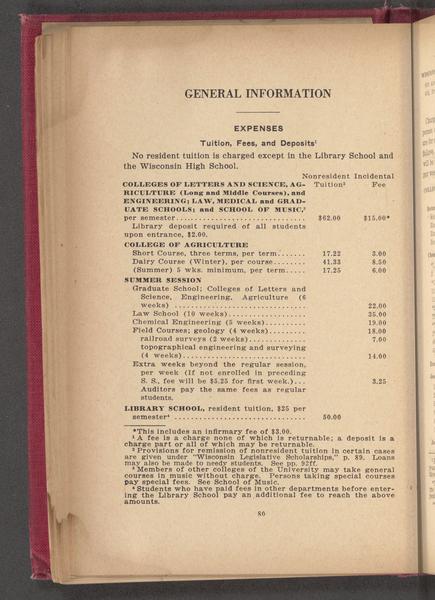 GENERAL INFORMATION
EXPENSES
Tuition, Fees, and Deposits¹
No resident tuition is charged except in the Library School and
the Wisconsin High School.
Nonresident Incidental
COLLEGES OF LETTERS AND SCIENCE, AG- Tuition² Fee
RICULTURE (Long and Middle Courses), and
ENGINEERING; LAW, MEDICAL and GRAD-
UATE SCHOOLS; and SCHOOL OF MUSIC,³
per semester............................ $62.00 $15.00*
Library deposit required of all students
upon entrance, $2.00.
COLLEGE OF AGRICULTURE
Short Course, three terms, per term....... 17.22 3.00
Dairy Course (Winter), per course........ 41.33 8.50
(Summer) 5 wks. minimum, per term..... 17.25 6.00
SUMMER SESSION
Graduate School; Colleges of Letters and
Science, Engineering, Agriculture (6
weeks) ............................ 22.00
Law School (10 weeks).................. 35.00
Chemical Engineering (5 weeks).......... 19.00
Field Courses; geology (4 weeks)......... 18.00
railroad surveys (2 weeks)............. 7.00
topographical engineering and surveying
(4 weeks)............................ 14.00
Extra weeks beyond the regular session,
per week (If not enrolled in preceding
S. S., fee will be $5.25 for first week.)... 3.25
Auditors pay the same fees as regular
students.
LIBRARY SCHOOL, resident tuition, $25 per
semester⁴ ............................ 50.00
*This includes an infirmary fee of $3.00.
¹ A fee is a charge none of which is returnable; a deposit is a
charge part or all of which may be returnable.
² Provisions for remission of nonresident tuition in certain cases
are given under "Wisconsin Legislative Scholarships," p. 89. Loans
may also be made to needy students. See pp. 92ff.
³ Members of other colleges of the University may take general
courses in music without charge. Persons taking special courses
pay special fees. See School of Music.
⁴ Students who have paid fees in other departments before enter-
ing the Library School pay an additional fee to reach the above
amounts.
86